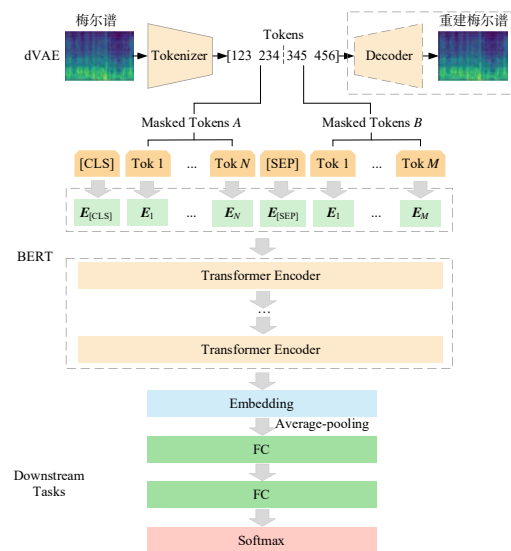 梅尔谱
重建梅尔谱
Tokens
dVAE
Tokenizer
[123 234 345 456]
Decoder
Masked Tokens A
Masked Tokens B
[CLS] Tok 1 ... Tok N [SEP] Tok 1 ... Tok M
E[CLS] E1 ... EN E[SEP] E1 ... EM
BERT
Transformer Encoder
...
Transformer Encoder
Embedding
Average-pooling
FC
Downstream
Tasks
FC
Softmax